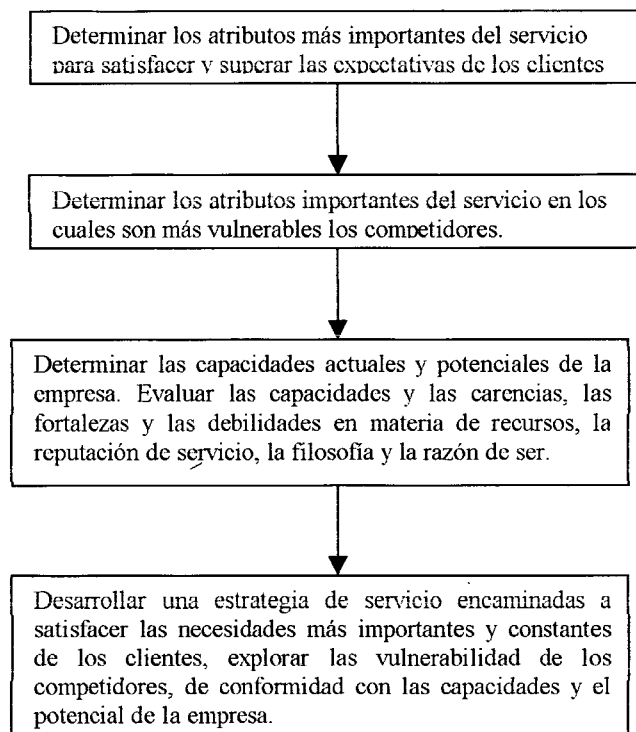 Determinar los atributos más importantes del servicio
para satisfacer y superar las expectativas de los clientes
Determinar los atributos importantes del servicio en los
cuales son más vulnerables los competidores.
Determinar las capacidades actuales y potenciales de la
empresa. Evaluar las capacidades y las carencias, las
fortalezas y las debilidades en materia de recursos, la
reputación de servicio, la filosofía y la razón de ser.
Desarrollar una estrategia de servicio encaminadas a
satisfacer las necesidades más importantes y constantes
de los clientes, explorar las vulnerabilidad de los
competidores, de conformidad con las capacidades y el
potencial de la empresa.